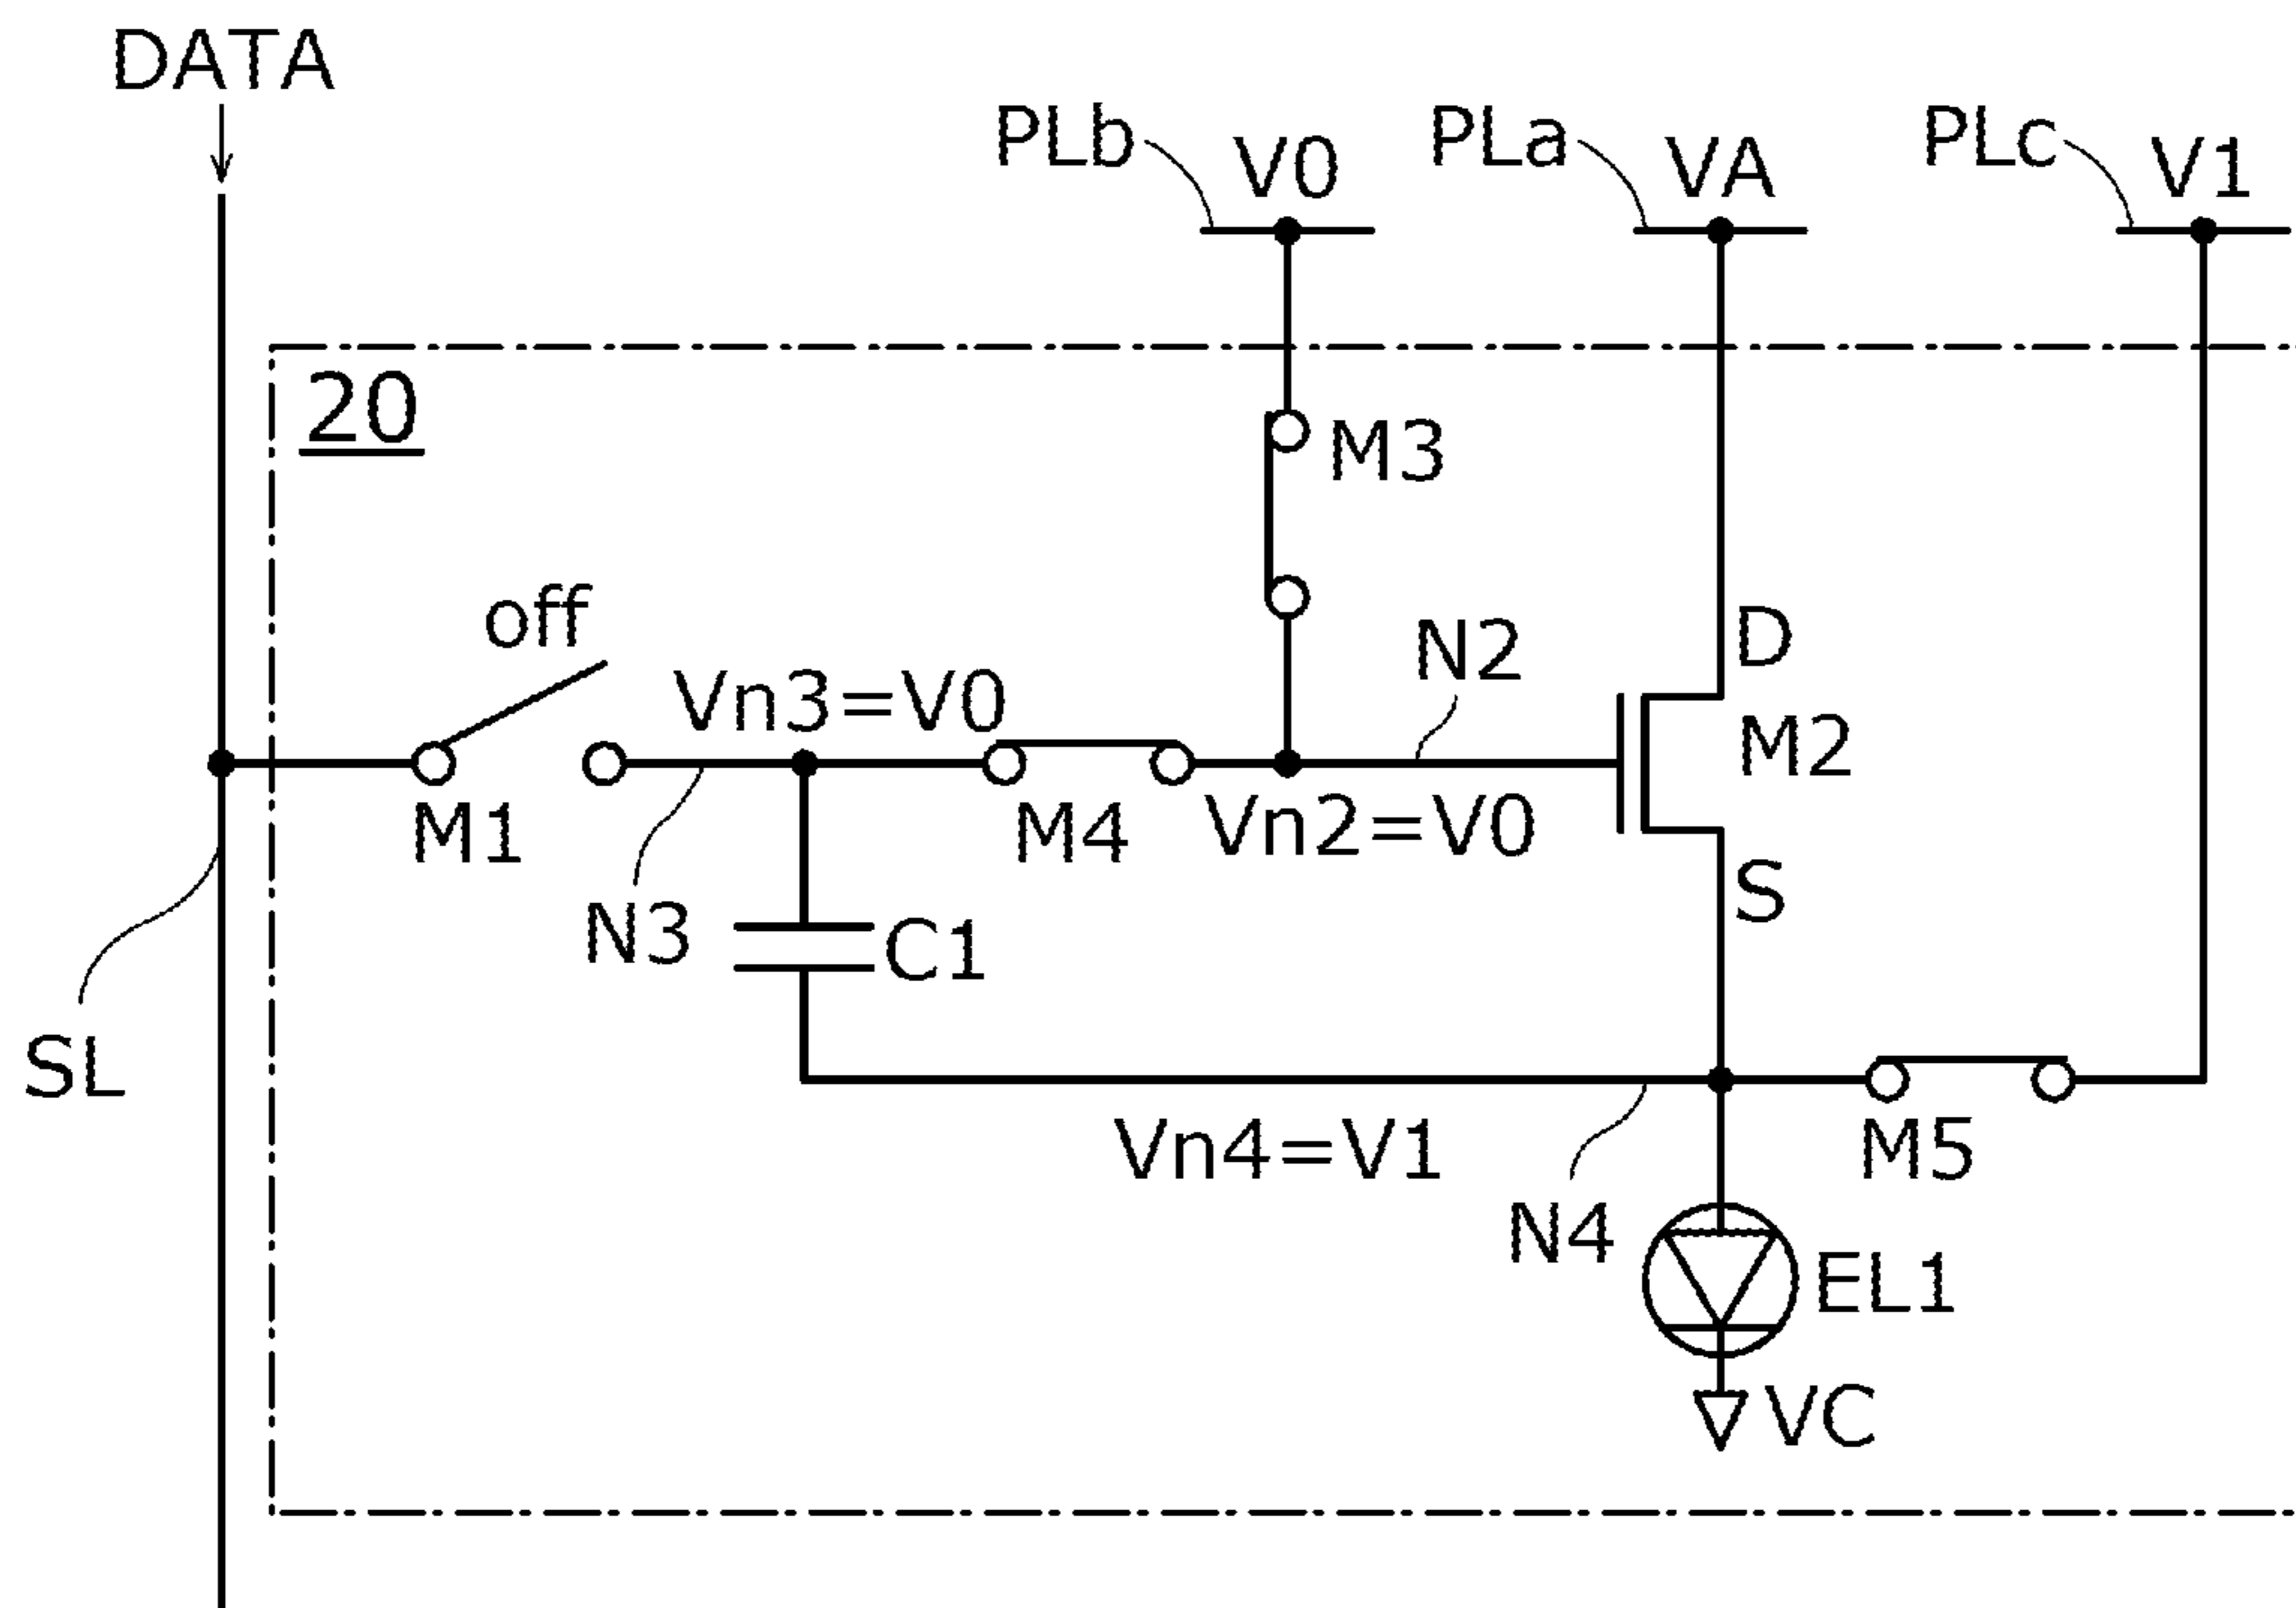 DATA
PLb
V0
PLa
VA
PLc
V1
20
M3
off
Vn3=V0
N2
D
M2
M1
M4
Vn2=V0
S
N3
C1
SL
Vn4=V1
M5
N4
EL1
VC